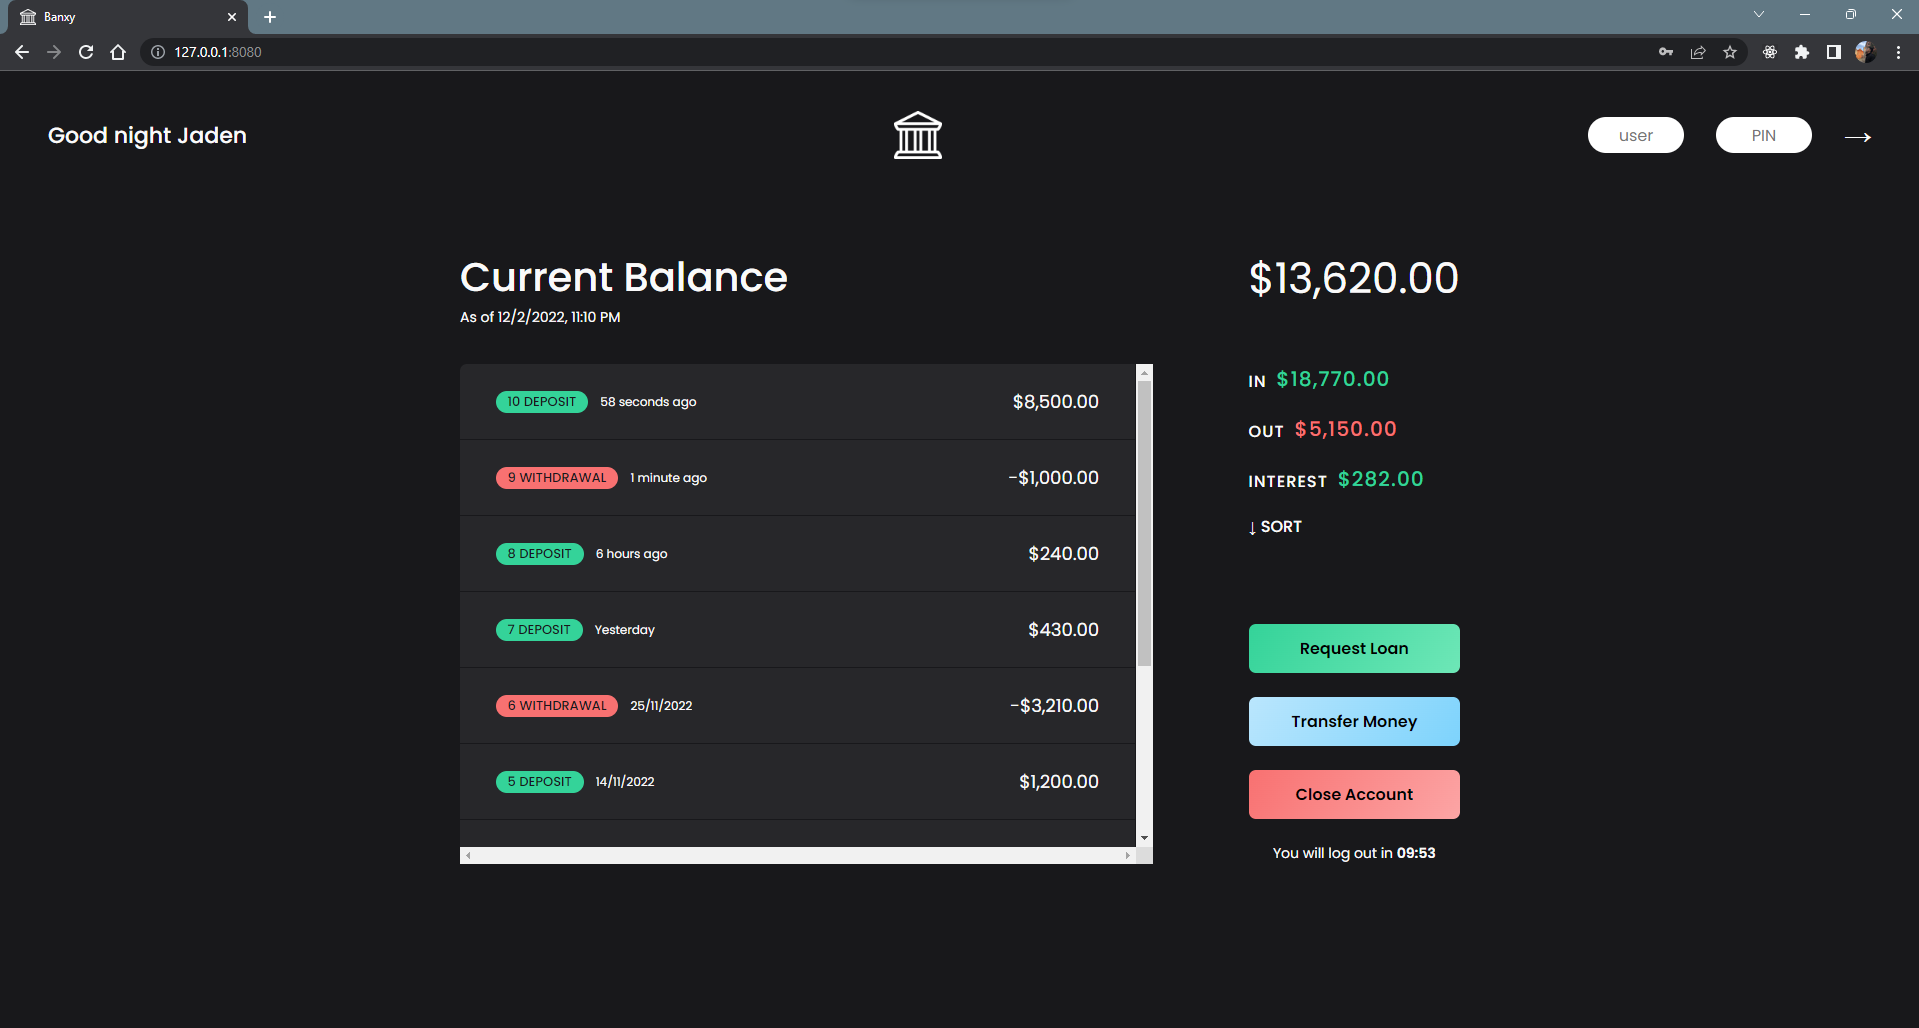 Banxy
127.0.0.1:8080
Good night Jaden
user
PIN
→
Current Balance
$13,620.00
As of 12/2/2022, 11:10 PM
10 DEPOSIT 58 seconds ago $8,500.00
9 WITHDRAWAL 1 minute ago -$1,000.00
8 DEPOSIT 6 hours ago $240.00
7 DEPOSIT Yesterday $430.00
6 WITHDRAWAL 25/11/2022 -$3,210.00
5 DEPOSIT 14/11/2022 $1,200.00
IN $18,770.00
OUT $5,150.00
INTEREST $282.00
↓ SORT
Request Loan
Transfer Money
Close Account
You will log out in 09:53